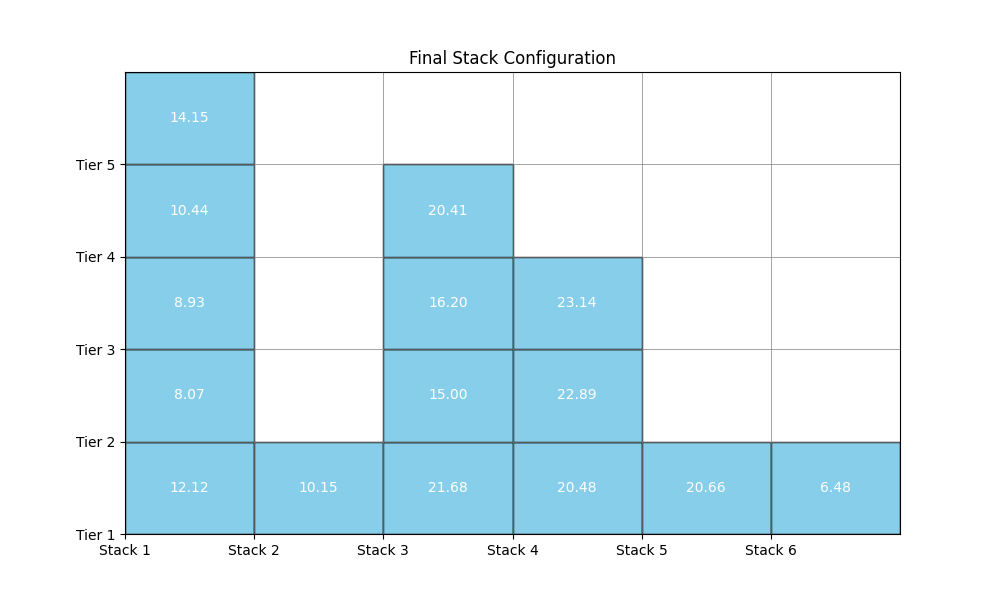 Final Stack Configuration
14.15
Tier 5
10.44 20.41
Tier 4
8.93 16.20 23.14
Tier 3
8.07 15.00 22.89
Tier 2
12.12 10.15 21.68 20.48 20.66 6.48
Tier 1
Stack 1 Stack 2 Stack 3 Stack 4 Stack 5 Stack 6